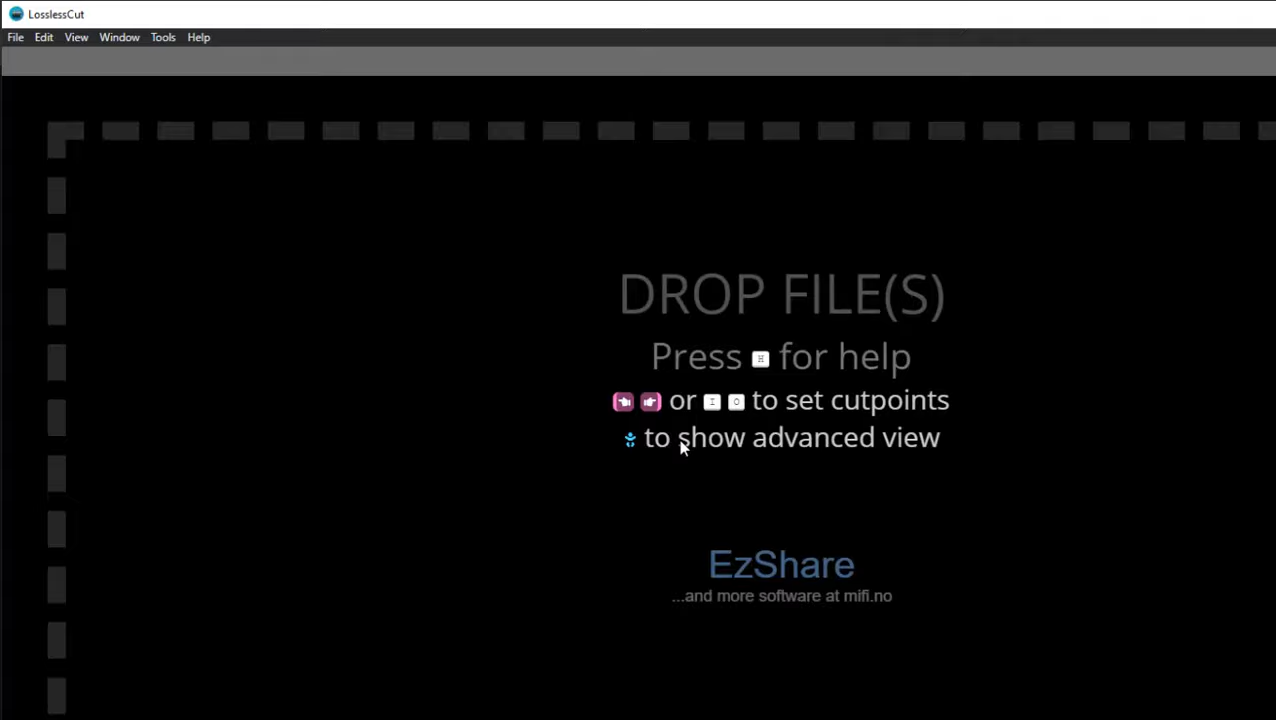 LosslessCut
File Edit View Window Tools Help
DROP FILE(S)
Press H for help
or I O to set cutpoints
to show advanced view
EzShare
...and more software at mifi.no